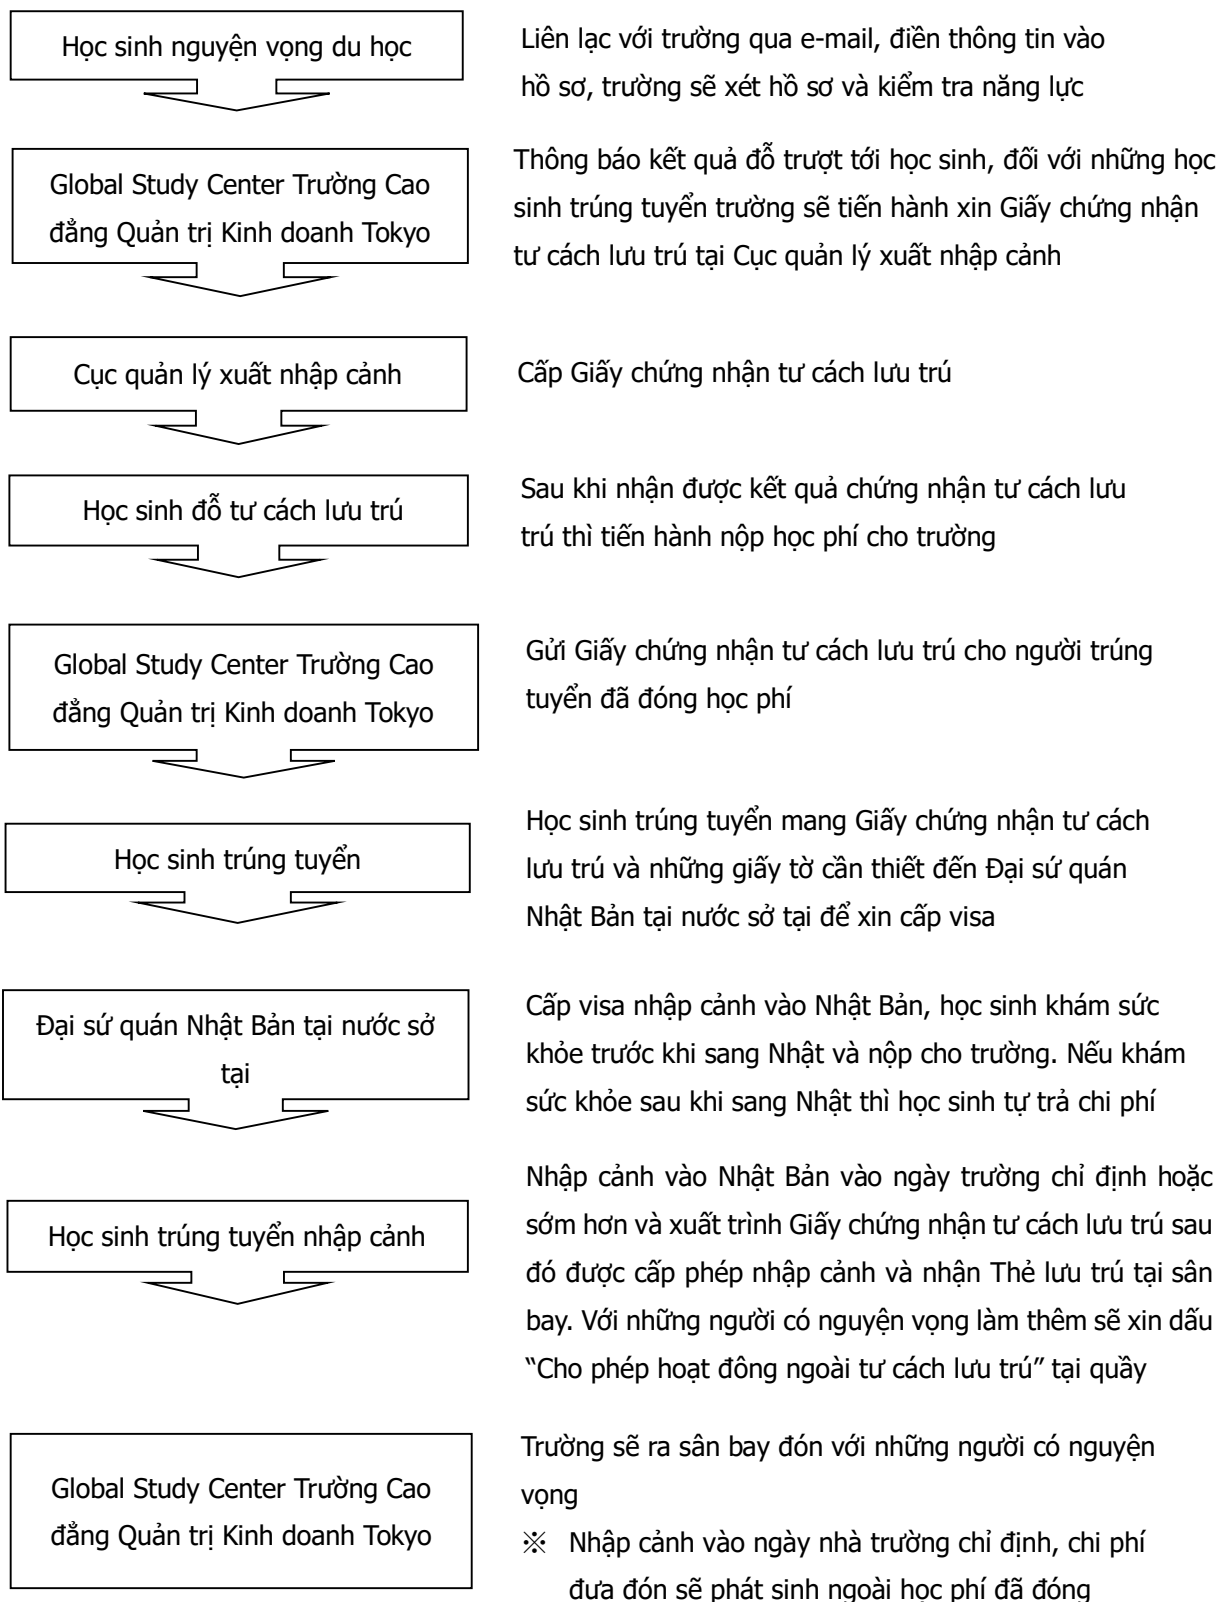 Học sinh nguyện vọng du học
Liên lạc với trường qua e-mail, điền thông tin vào
hồ sơ, trường sẽ xét hồ sơ và kiểm tra năng lực
Global Study Center Trường Cao
đẳng Quản trị Kinh doanh Tokyo
Thông báo kết quả đỗ trượt tới học sinh, đối với những học
sinh trúng tuyển trường sẽ tiến hành xin Giấy chứng nhận
tư cách lưu trú tại Cục quản lý xuất nhập cảnh
Cục quản lý xuất nhập cảnh
Cấp Giấy chứng nhận tư cách lưu trú
Học sinh đỗ tư cách lưu trú
Sau khi nhận được kết quả chứng nhận tư cách lưu
trú thì tiến hành nộp học phí cho trường
Global Study Center Trường Cao
đẳng Quản trị Kinh doanh Tokyo
Gửi Giấy chứng nhận tư cách lưu trú cho người trúng
tuyển đã đóng học phí
Học sinh trúng tuyển
Học sinh trúng tuyển mang Giấy chứng nhận tư cách
lưu trú và những giấy tờ cần thiết đến Đại sứ quán
Nhật Bản tại nước sở tại để xin cấp visa
Đại sứ quán Nhật Bản tại nước sở
tại
Cấp visa nhập cảnh vào Nhật Bản, học sinh khám sức
khỏe trước khi sang Nhật và nộp cho trường. Nếu khám
sức khỏe sau khi sang Nhật thì học sinh tự trả chi phí
Học sinh trúng tuyển nhập cảnh
Nhập cảnh vào Nhật Bản vào ngày trường chỉ định hoặc
sớm hơn và xuất trình Giấy chứng nhận tư cách lưu trú sau
đó được cấp phép nhập cảnh và nhận Thẻ lưu trú tại sân
bay. Với những người có nguyện vọng làm thêm sẽ xin dấu
“Cho phép hoạt đông ngoài tư cách lưu trú” tại quầy
Global Study Center Trường Cao
đẳng Quản trị Kinh doanh Tokyo
Trường sẽ ra sân bay đón với những người có nguyện
vọng
※ Nhập cảnh vào ngày nhà trường chỉ định, chi phí
đưa đón sẽ phát sinh ngoài học phí đã đóng